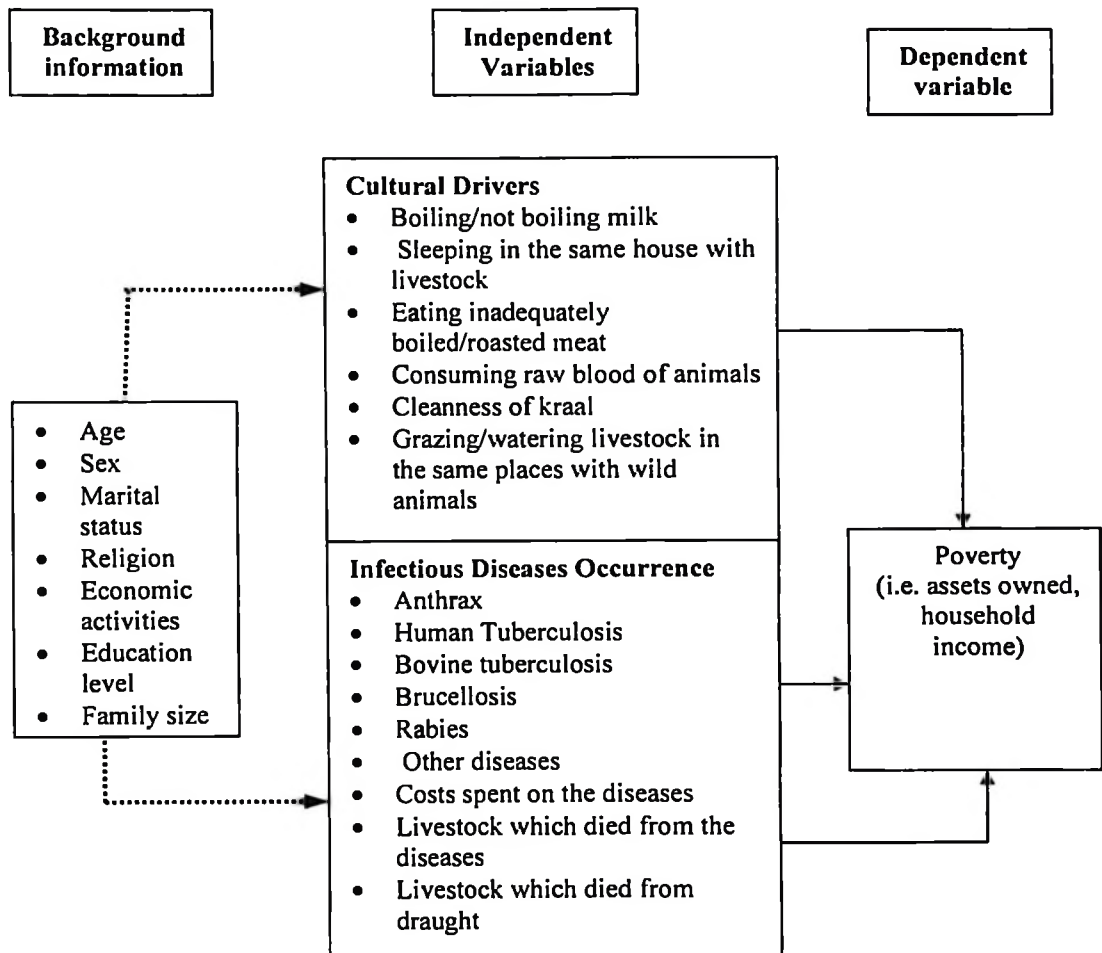 Background
information
Independent
Variables
Dependent
variable
Cultural Drivers
• Boiling/not boiling milk
• Sleeping in the same house with
livestock
• Eating inadequately
boiled/roasted meat
• Consuming raw blood of animals
• Cleanness of kraal
• Grazing/watering livestock in
the same places with wild
animals
• Age
• Sex
• Marital
status
• Religion
• Economic
activities
• Education
level
• Family size
Infectious Diseases Occurrence
• Anthrax
• Human Tuberculosis
• Bovine tuberculosis
• Brucellosis
• Rabies
• Other diseases
• Costs spent on the diseases
• Livestock which died from the
diseases
• Livestock which died from
draught
Poverty
(i.e. assets owned,
household
income)